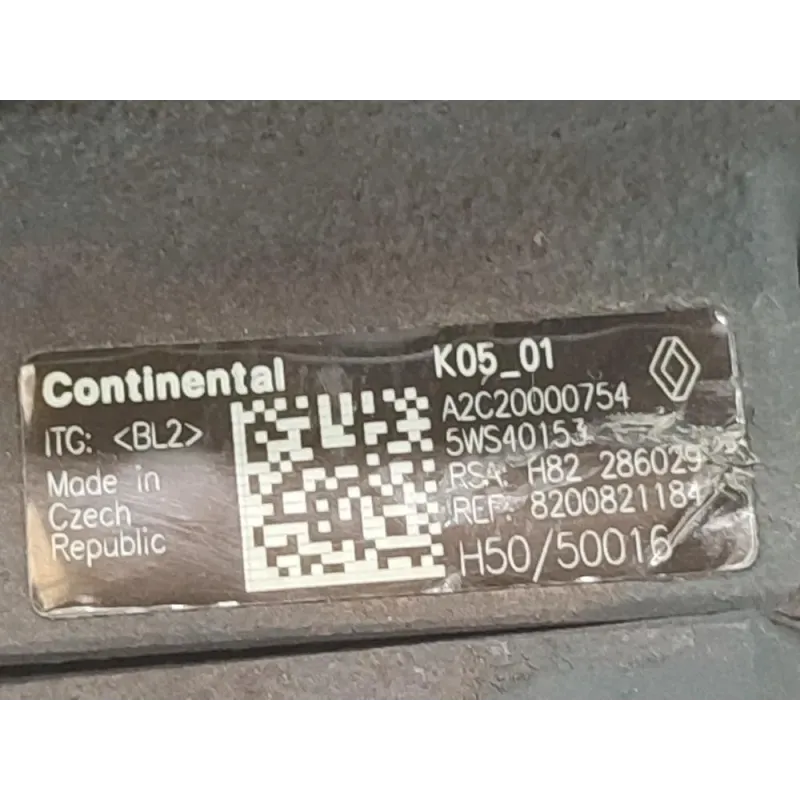 Continental
ITG: <BL2>
Made in
Czech
Republic
K05_01
A2C20000754
5WS40153
RSA: H82 286029
REF: 8200821184
H50/50016